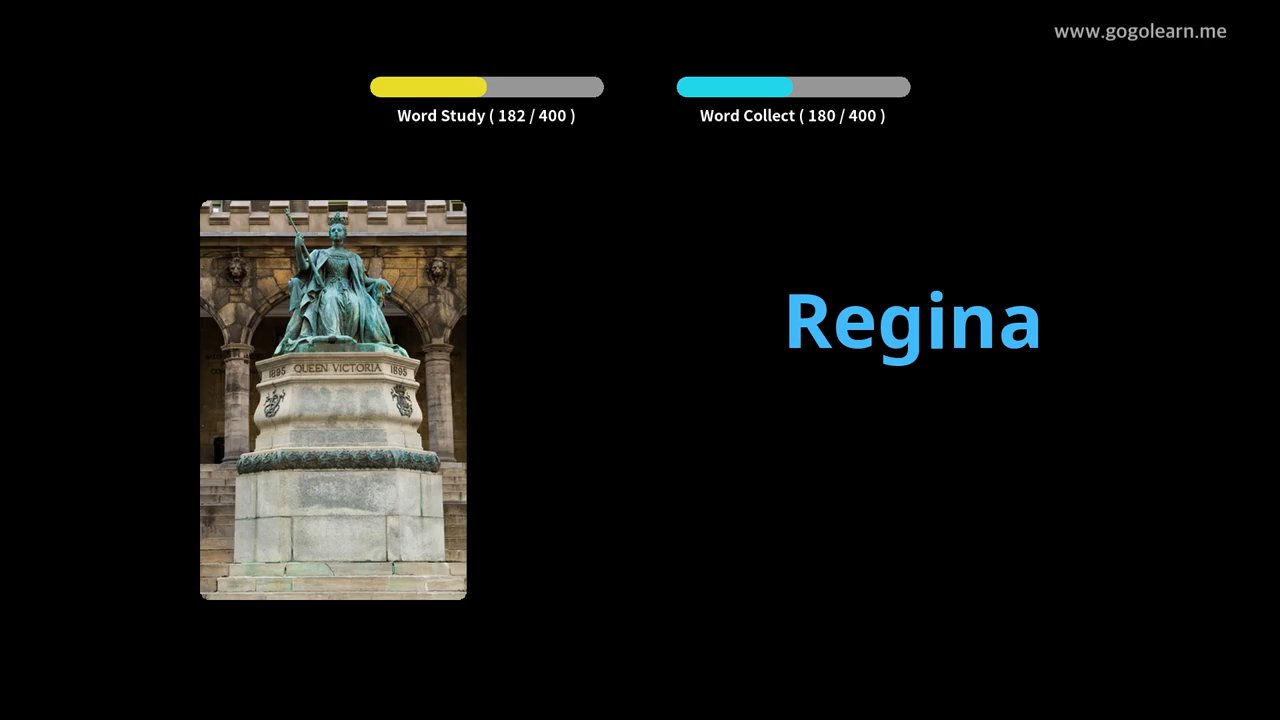 www.gogolearn.me
Word Study ( 182 / 400 )
Word Collect ( 180 / 400 )
1895 QUEEN VICTORIA 1895
Regina